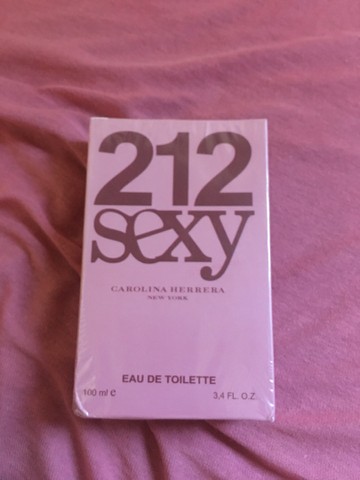 212
sexy
CAROLINA HERRERA
NEW YORK
EAU DE TOILETTE
100 ml e 3,4 FL. O.Z.